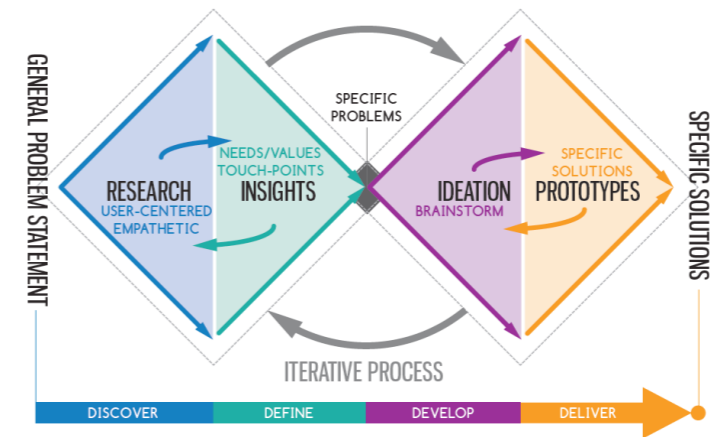 GENERAL PROBLEM STATEMENT
RESEARCH
USER-CENTERED
EMPATHETIC
NEEDS/VALUES
TOUCH-POINTS
INSIGHTS
SPECIFIC
PROBLEMS
IDEATION
BRAINSTORM
SPECIFIC
SOLUTIONS
PROTOTYPES
SPECIFIC SOLUTIONS
ITERATIVE PROCESS
DISCOVER
DEFINE
DEVELOP
DELIVER